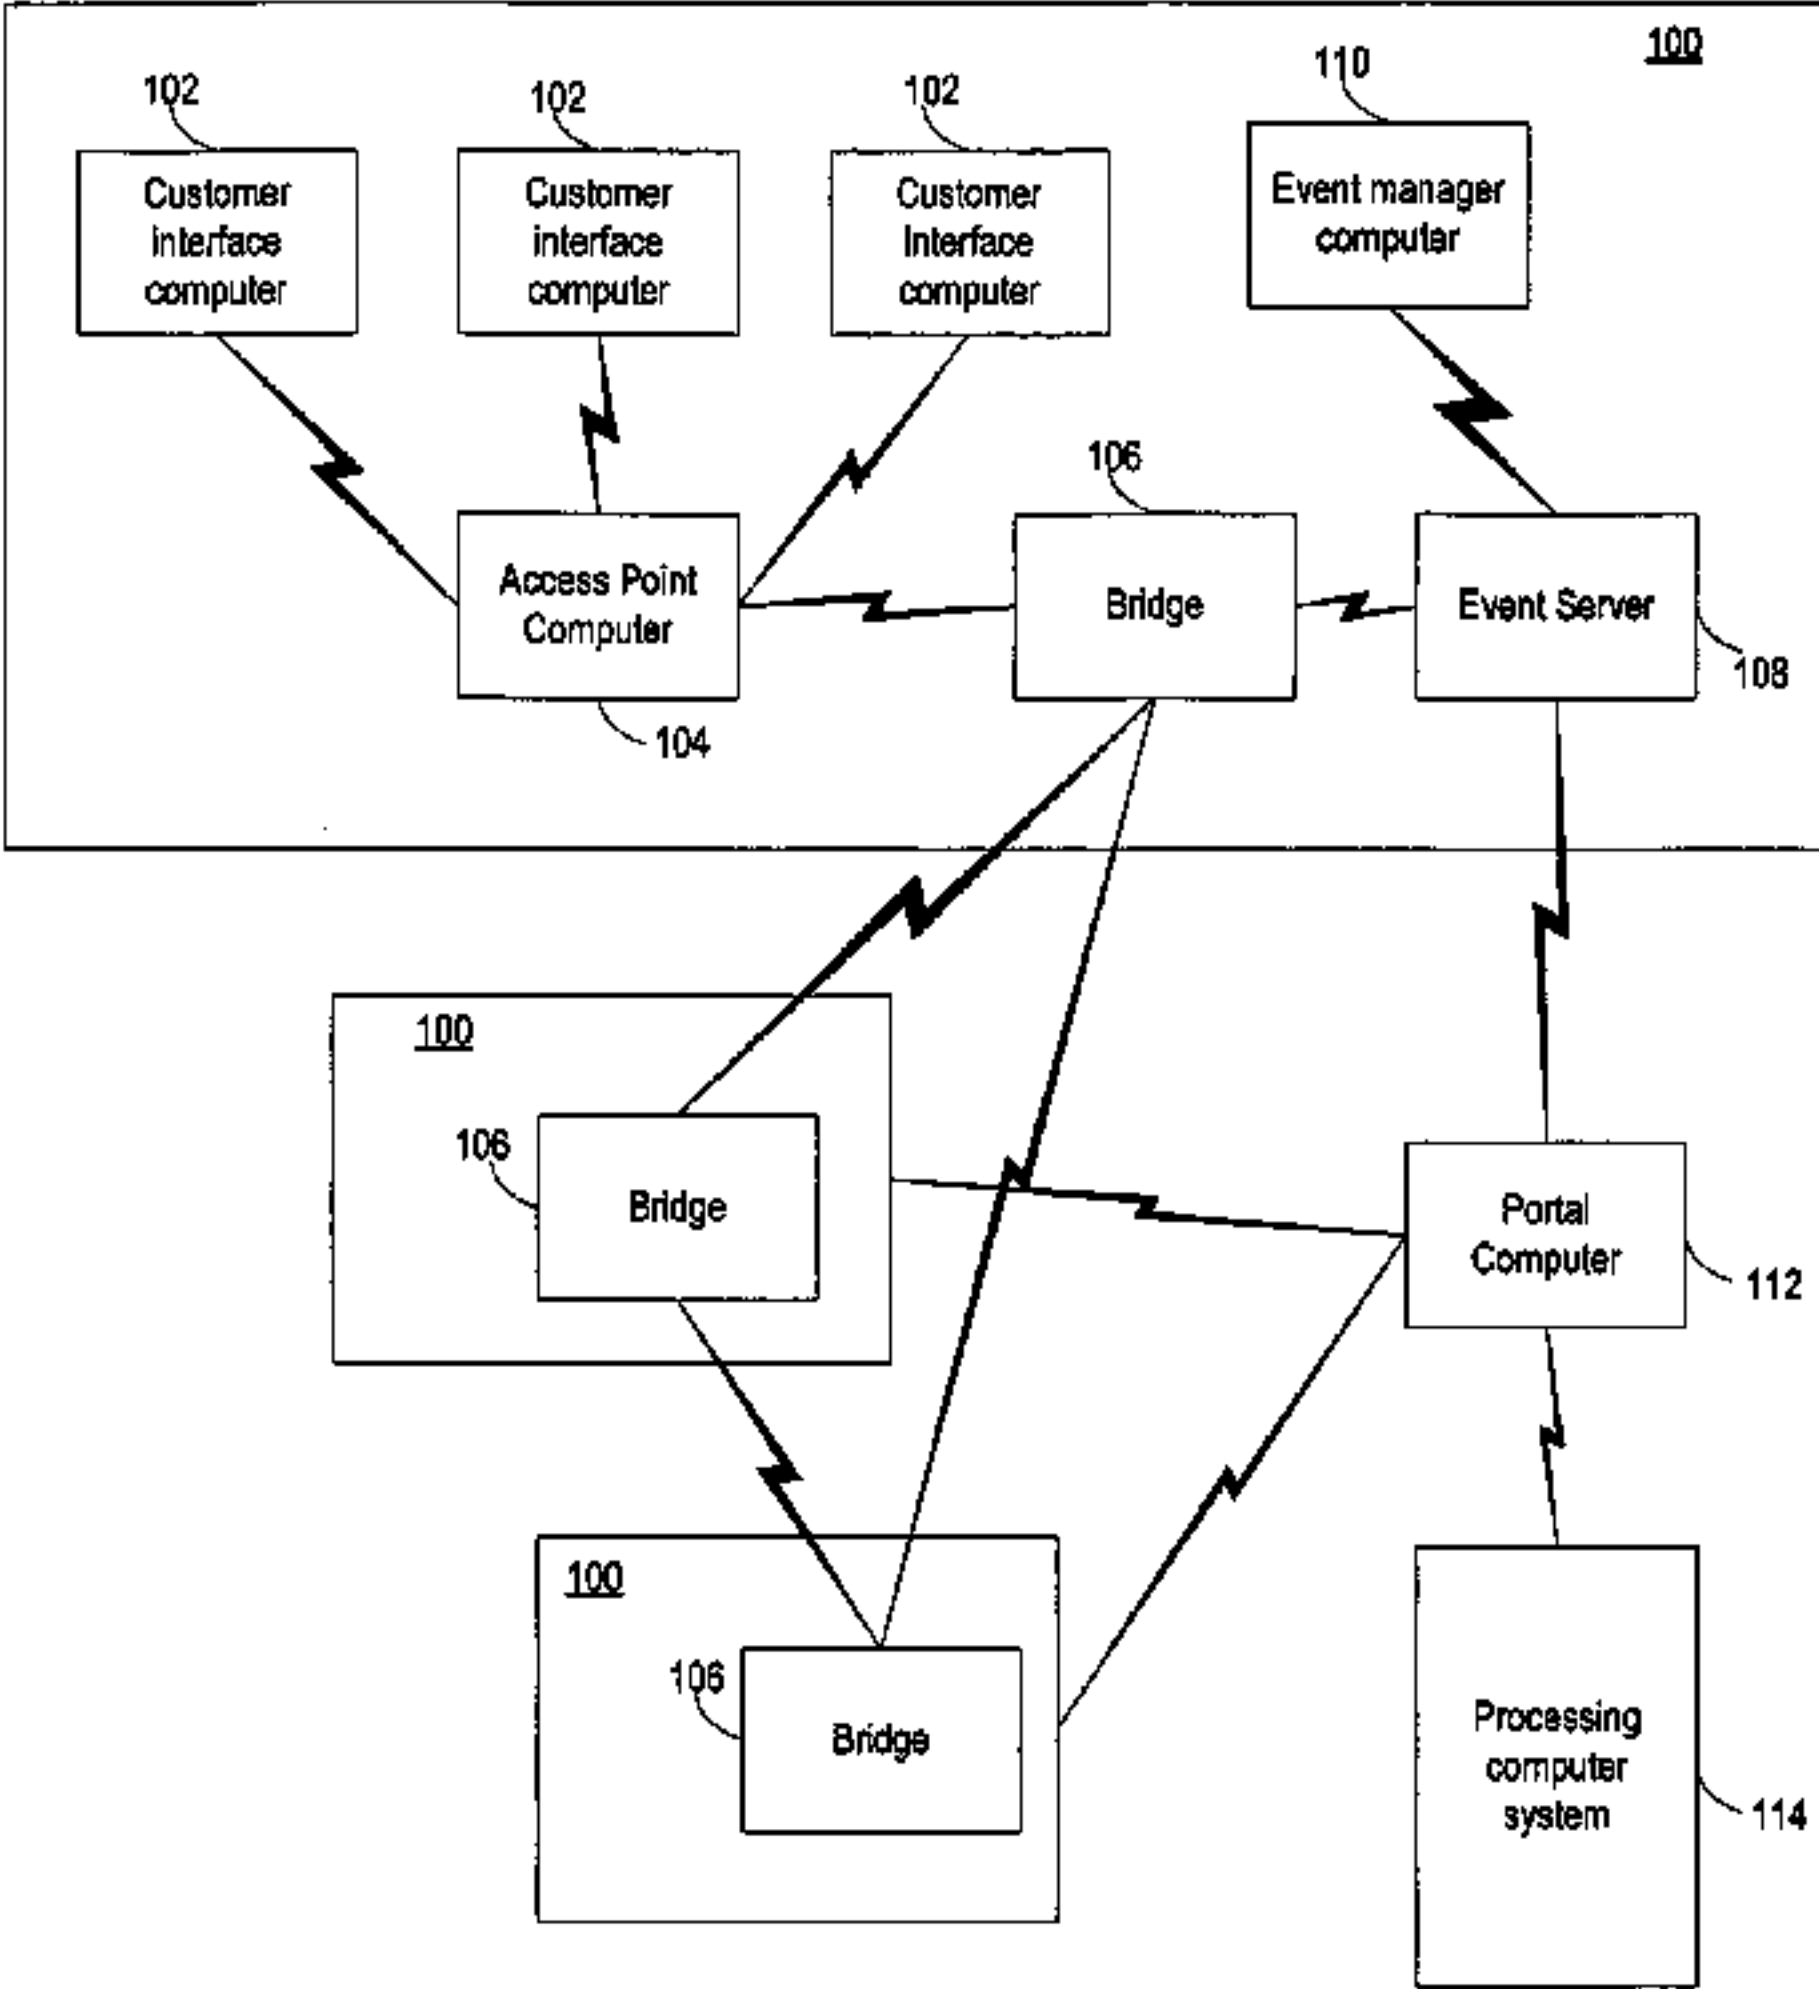 100
110
102
102
102
Customer
Interface
computer
Customer
interface
computer
Customer
Interface
computer
Event manager
computer
106
Access Point
Computer
Bridge
Event Server
108
104
100
106
Bridge
Portal
Computer
112
100
106
Bridge
Processing
computer
system
114